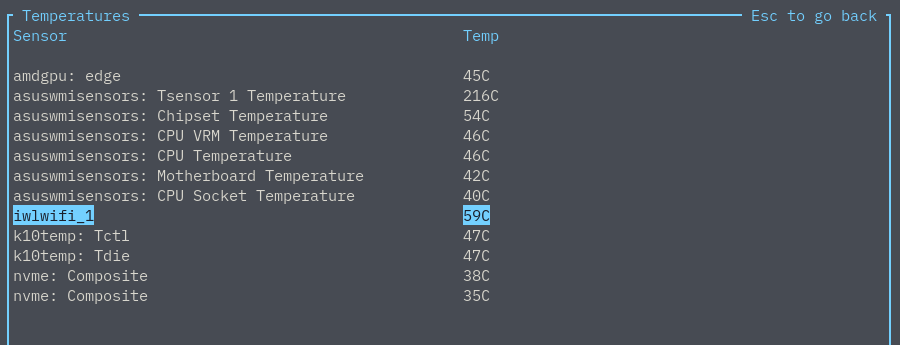 Temperatures Esc to go back
Sensor Temp
amdgpu: edge 45C
asuswmisensors: Tsensor 1 Temperature 216C
asuswmisensors: Chipset Temperature 54C
asuswmisensors: CPU VRM Temperature 46C
asuswmisensors: CPU Temperature 46C
asuswmisensors: Motherboard Temperature 42C
asuswmisensors: CPU Socket Temperature 40C
iwlwifi_1 59C
k10temp: Tctl 47C
k10temp: Tdie 47C
nvme: Composite 38C
nvme: Composite 35C